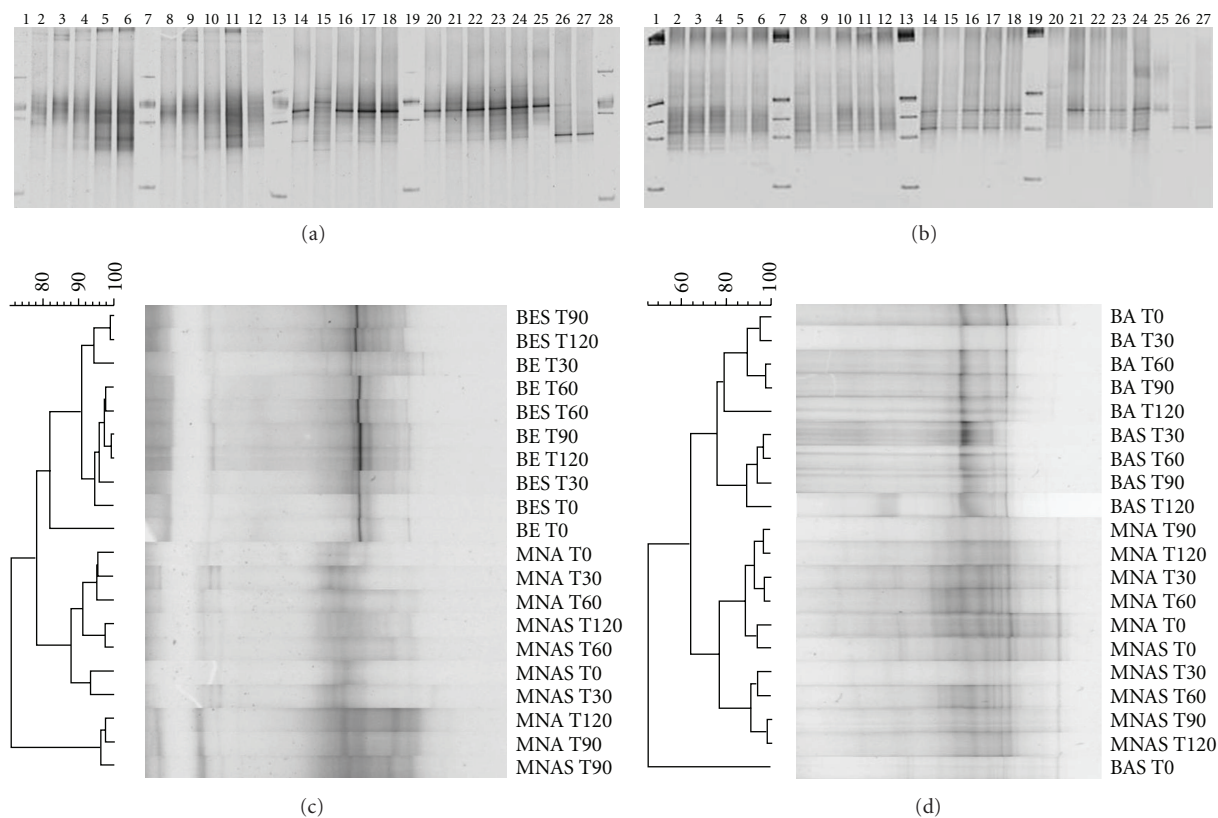 1 2 3 4 5 6 7 8 9 10 11 12 13 14 15 16 17 18 19 20 21 22 23 24 25 26 27 28
1 2 3 4 5 6 7 8 9 10 11 12 13 14 15 16 17 18 19 20 21 22 23 24 25 26 27
(a)
(b)
80 90 100
BES T90
BES T120
BE T30
BE T60
BES T60
BE T90
BE T120
BES T30
BES T0
BE T0
MNA T0
MNA T30
MNA T60
MNAS T120
MNAS T60
MNAS T0
MNAS T30
MNA T120
MNA T90
MNAS T90
(c)
60 80 100
BA T0
BA T30
BA T60
BA T90
BA T120
BAS T30
BAS T60
BAS T90
BAS T120
MNA T90
MNA T120
MNA T30
MNA T60
MNA T0
MNAS T0
MNAS T30
MNAS T60
MNAS T90
MNAS T120
BAS T0
(d)